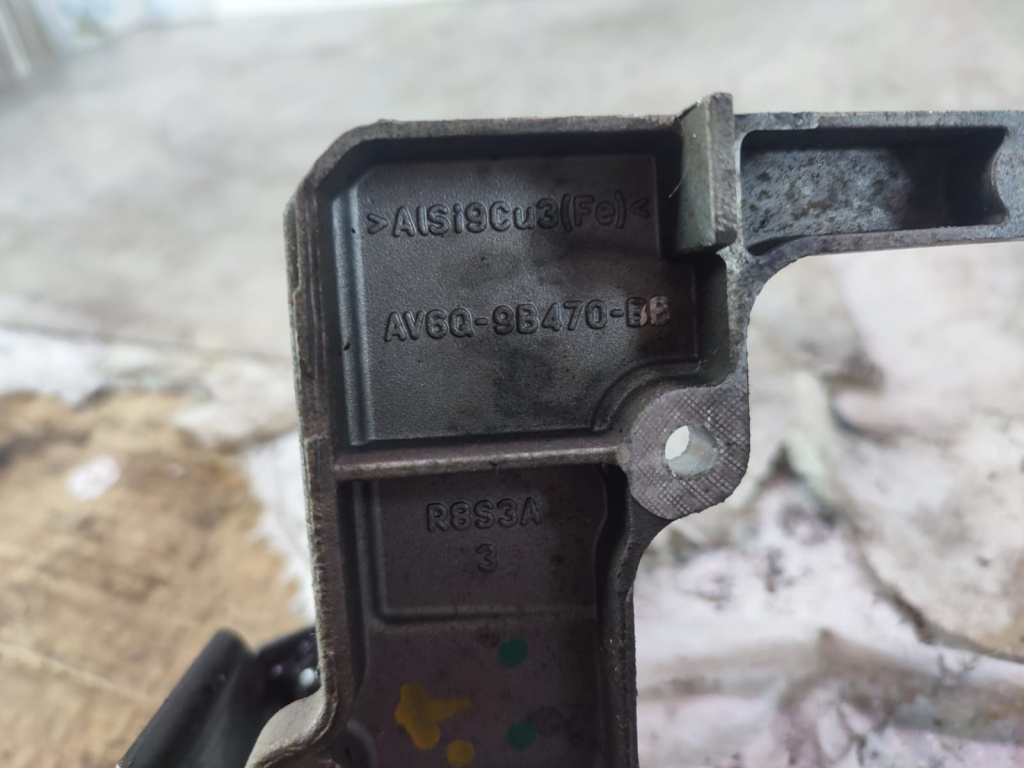 >AlSi9Cu3(Fe)<
AV6Q-9B470-BB
R8S3A
3